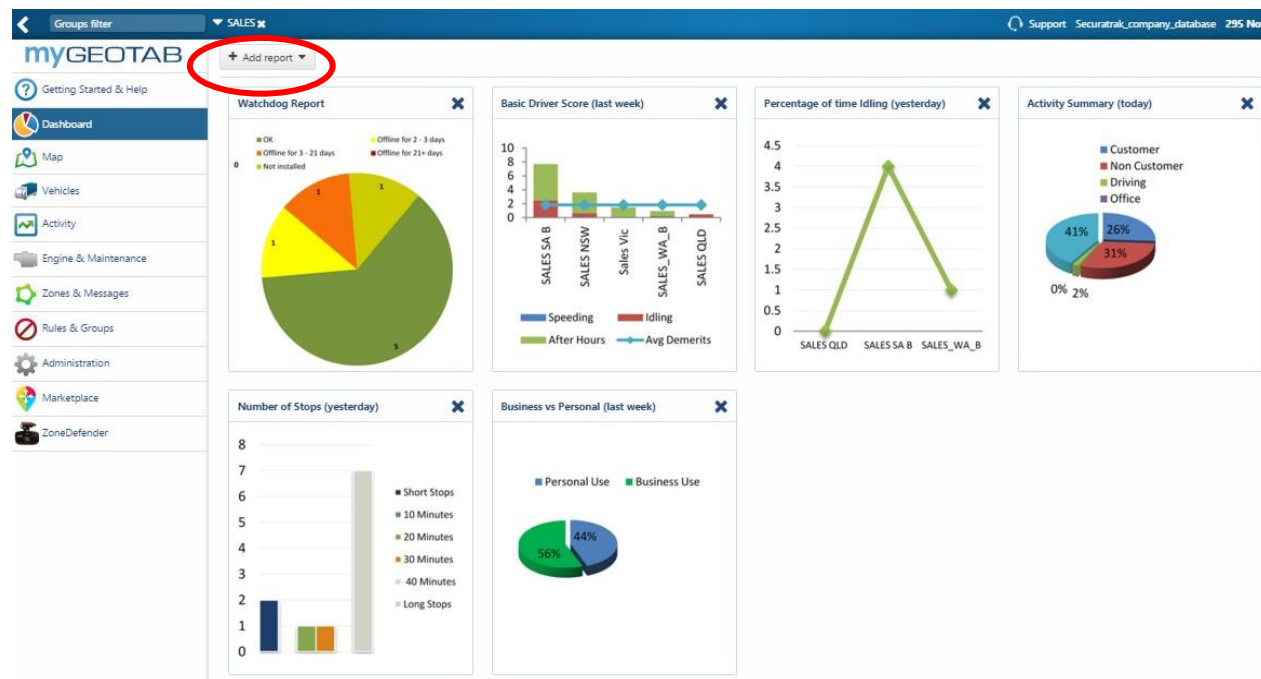 Groups filter
SALES
Support Securatrak_company_database 295 No
myGEOTAB
+ Add report
Getting Started & Help
Dashboard
Map
Vehicles
Activity
Engine & Maintenance
Zones & Messages
Rules & Groups
Administration
Marketplace
ZoneDefender
Watchdog Report
OK
Offline for 2 - 3 days
Offline for 3 - 21 days
Offline for 21+ days
0
Not installed
1
1
1
5
Basic Driver Score (last week)
10
8
6
4
2
0
SALES SA B
SALES NSW
Sales Vic
SALES_WA_B
SALES QLD
Speeding
Idling
After Hours
Avg Demerits
Percentage of time Idling (yesterday)
4.5
4
3.5
3
2.5
2
1.5
1
0.5
0
SALES QLD
SALES SA B
SALES_WA_B
Activity Summary (today)
Customer
Non Customer
Driving
Office
41%
26%
31%
0%
2%
Number of Stops (yesterday)
8
7
6
5
4
3
2
1
0
Short Stops
10 Minutes
20 Minutes
30 Minutes
40 Minutes
Long Stops
Business vs Personal (last week)
Personal Use
Business Use
44%
56%